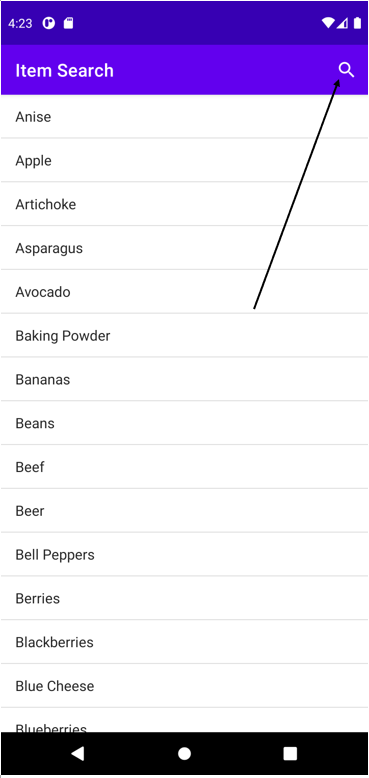 4:23
Item Search
Anise
Apple
Artichoke
Asparagus
Avocado
Baking Powder
Bananas
Beans
Beef
Beer
Bell Peppers
Berries
Blackberries
Blue Cheese
Blueberries